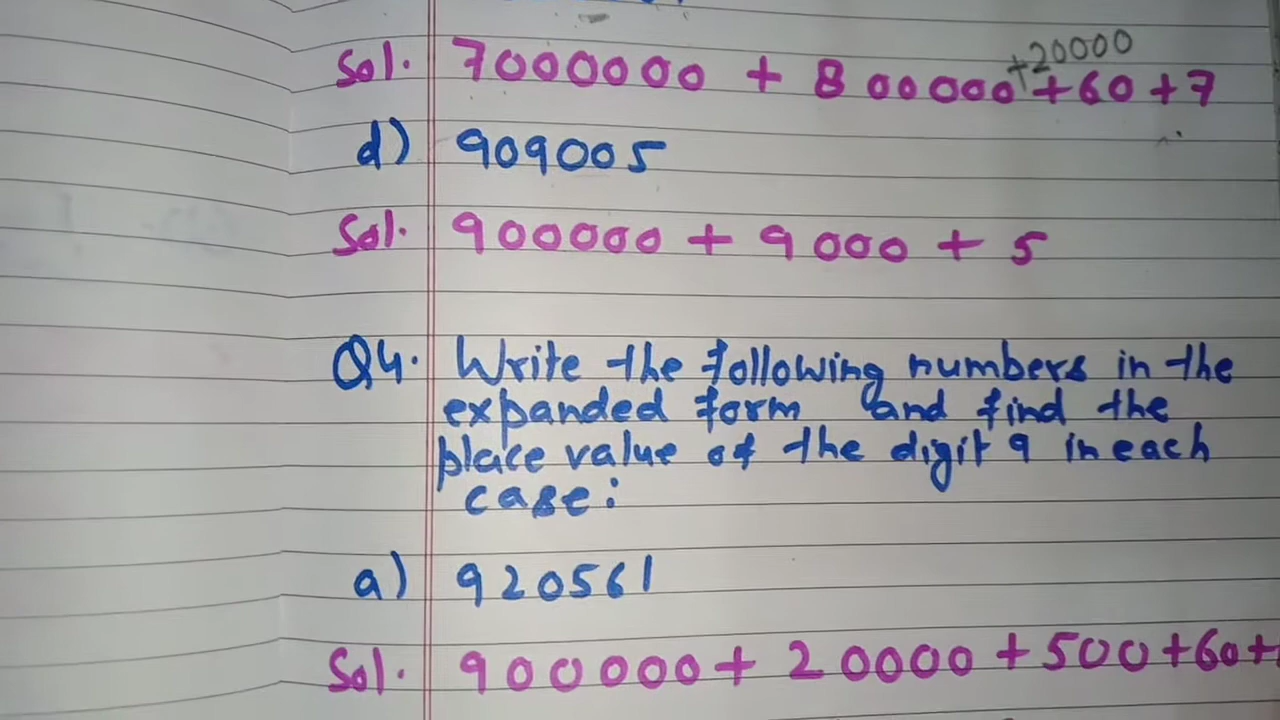 +20000
Sol. 7000000 + 800000 +60+7
d) 909005
Sol. 900000 + 9000 + 5
Q4. Write the following numbers in the
expanded form and find the
place value of the digit 9 in each
case:
a) 920561
Sol. 900000 + 20000 + 500 +60+